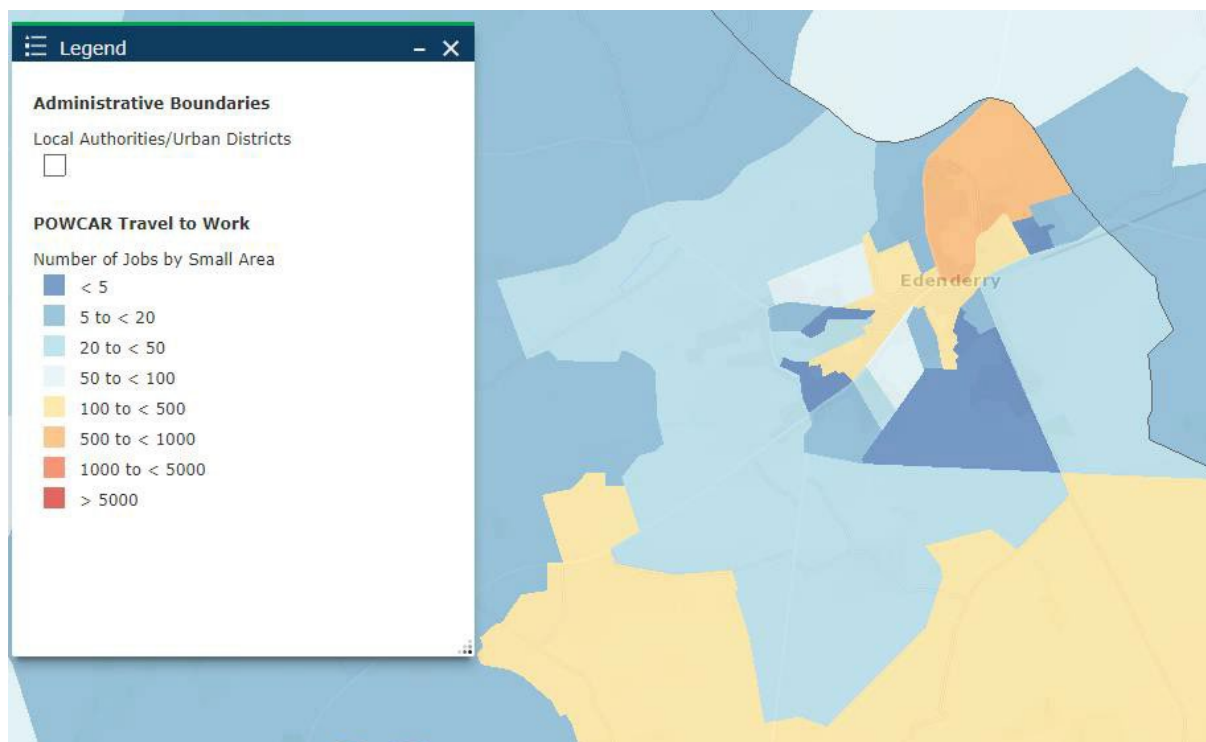 Legend
Administrative Boundaries
Local Authorities/Urban Districts
POWCAR Travel to Work
Number of Jobs by Small Area
< 5
5 to < 20
20 to < 50
50 to < 100
100 to < 500
500 to < 1000
1000 to < 5000
> 5000
Edenderry